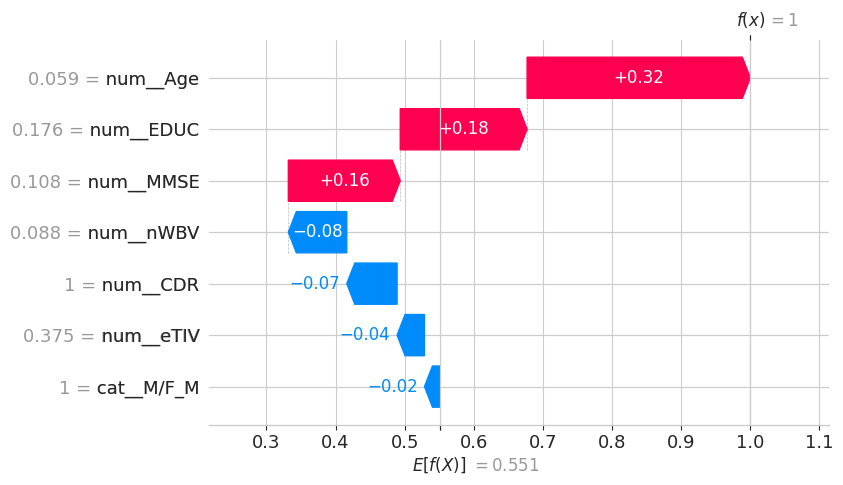 f(x) = 1
0.059 = num__Age
+0.32
0.176 = num__EDUC
+0.18
0.108 = num__MMSE
+0.16
0.088 = num__nWBV
−0.08
1 = num__CDR
−0.07
0.375 = num__eTIV
−0.04
1 = cat__M/F_M
−0.02
0.3 0.4 0.5 0.6 0.7 0.8 0.9 1.0 1.1
E[f(X)] = 0.551